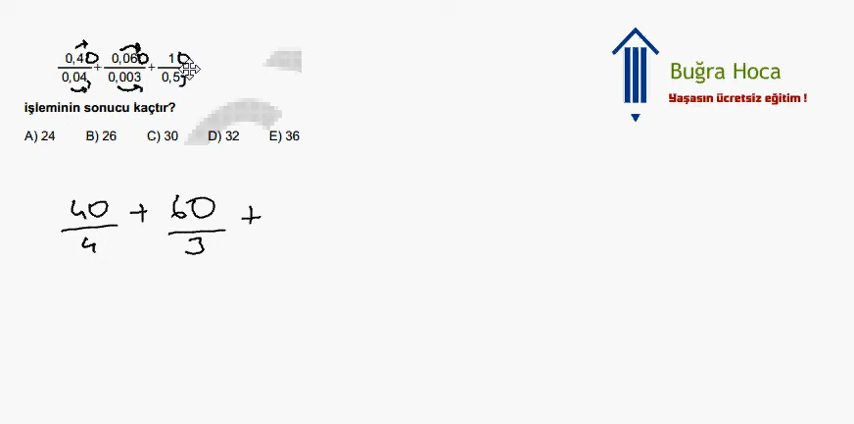 0,40/0,04 + 0,060/0,003 + 10/0,5
işleminin sonucu kaçtır?
A) 24 B) 26 C) 30 D) 32 E) 36
40/4 + 60/3 +
Buğra Hoca
Yaşasın ücretsiz eğitim !